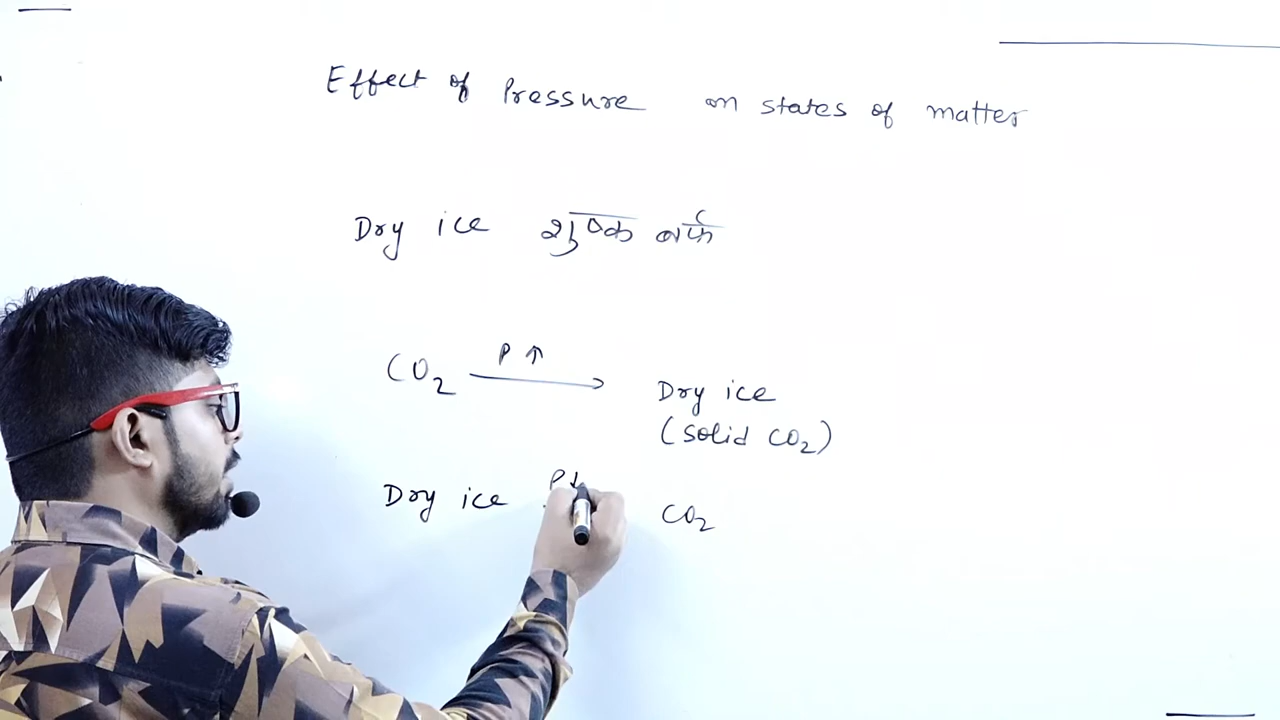 Effect of Pressure on states of matter
Dry ice शुष्क बर्फ
CO₂ P ↑ → Dry ice
(Solid CO₂)
Dry ice P↓ CO₂